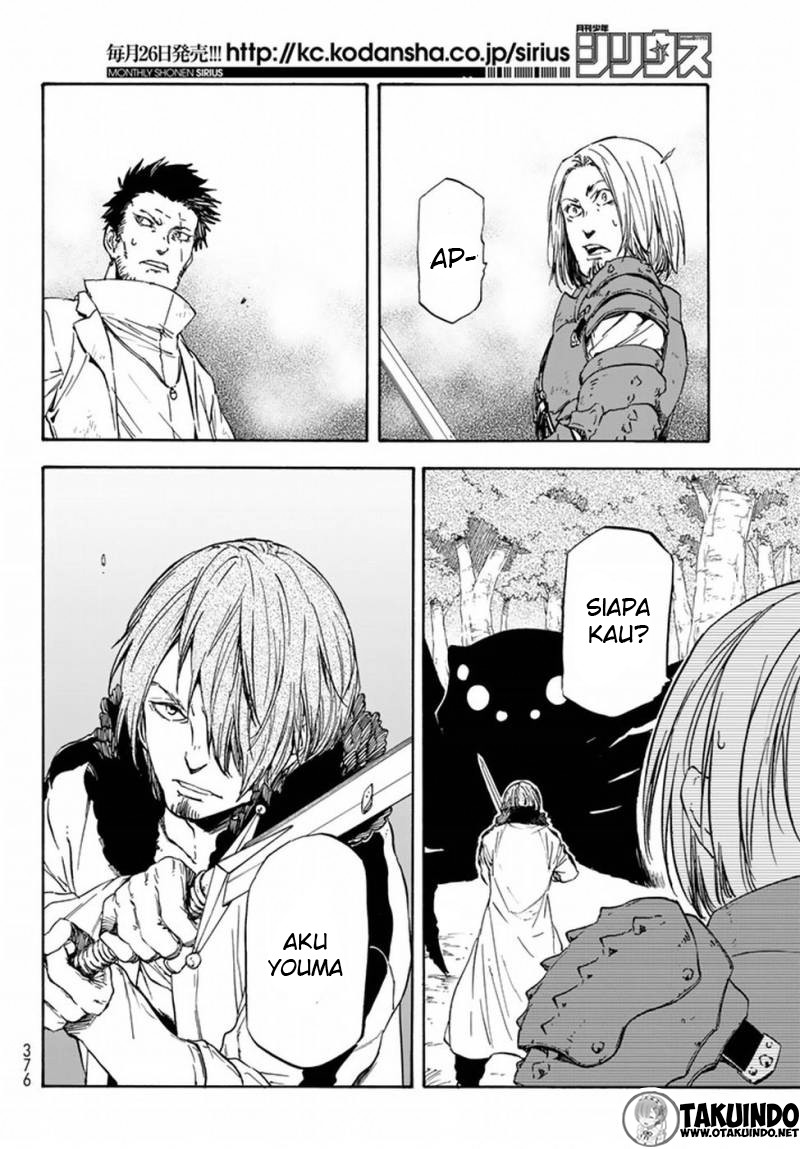 毎月26日発売!!! http://kc.kodansha.co.jp/sirius
MONTHLY SHONEN SIRIUS
月刊少年
シリウス
AP-
SIAPA
KAU?
AKU
YOUMA
376
TAKUINDO
WWW.OTAKUINDO.NET